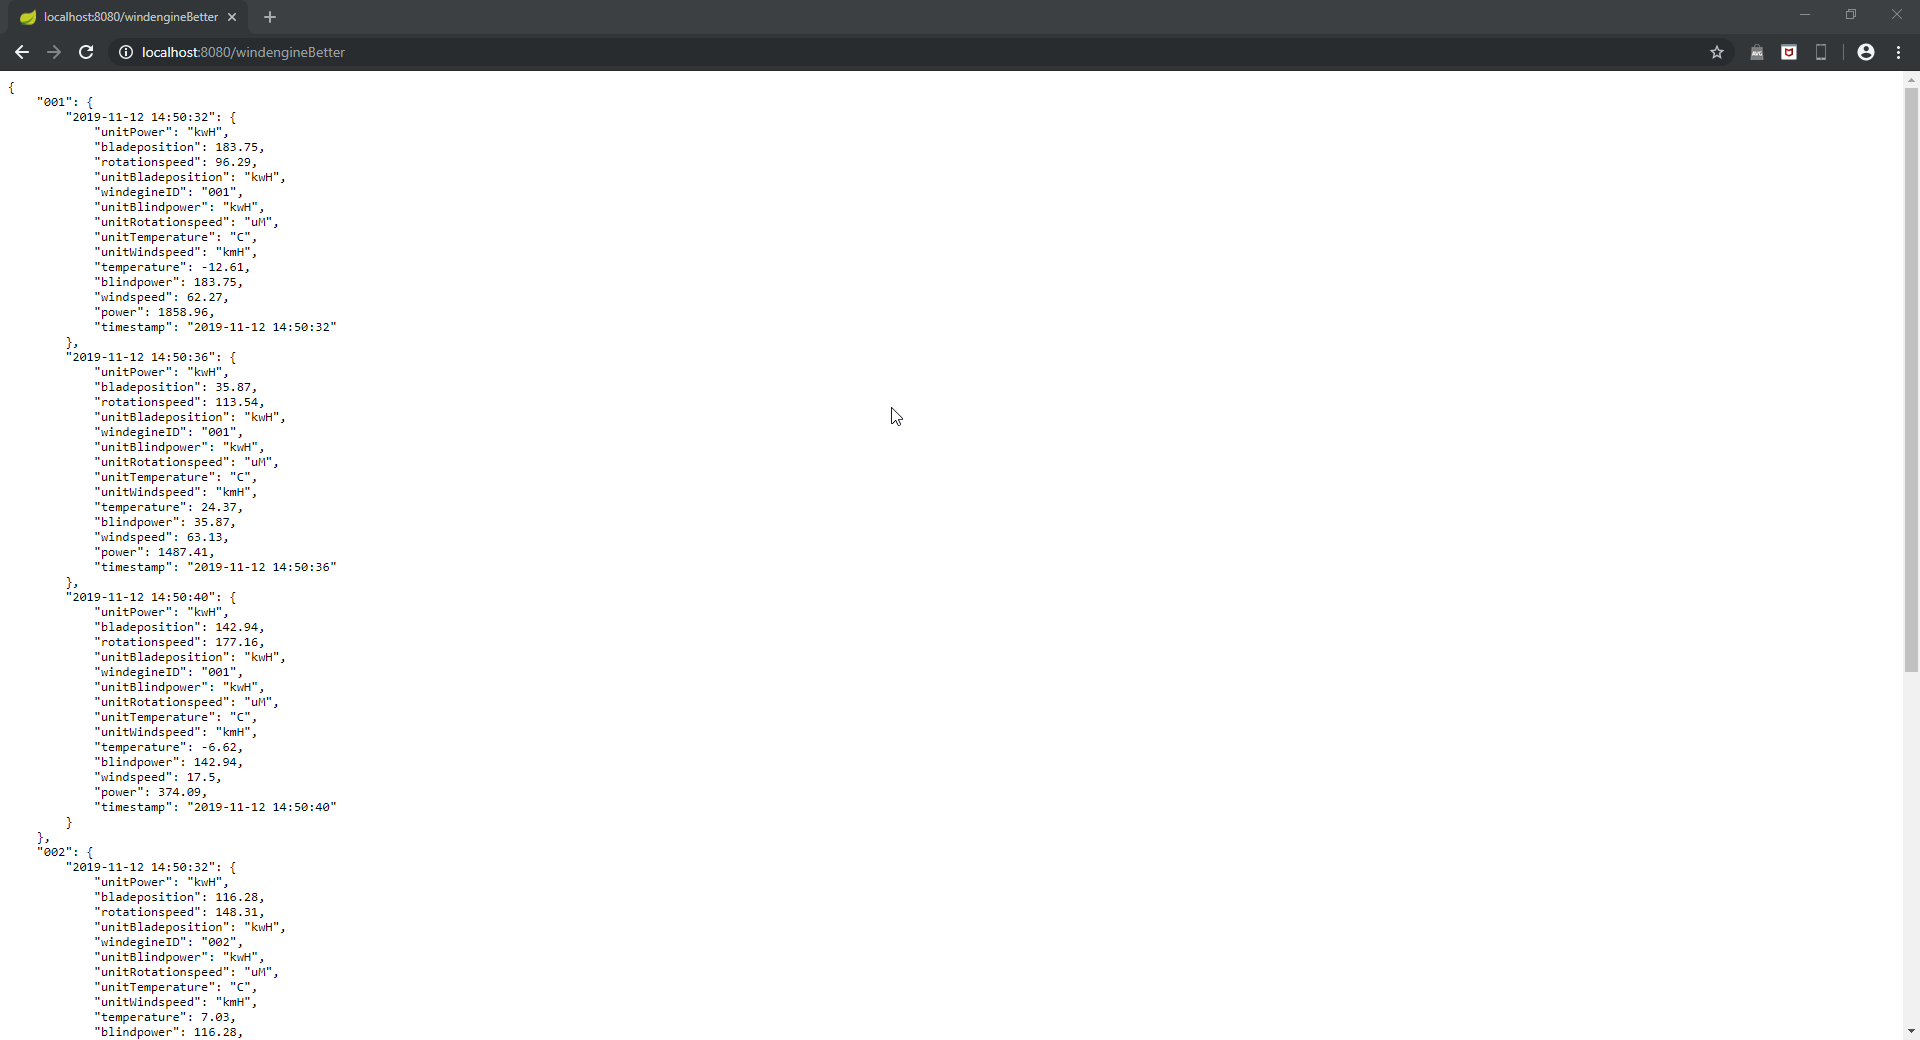 localhost:8080/windengineBetter
localhost:8080/windengineBetter
{
    "001": {
        "2019-11-12 14:50:32": {
            "unitPower": "kwH",
            "bladeposition": 183.75,
            "rotationspeed": 96.29,
            "unitBladeposition": "kwH",
            "windegineID": "001",
            "unitBlindpower": "kwH",
            "unitRotationspeed": "uM",
            "unitTemperature": "C",
            "unitWindspeed": "kmH",
            "temperature": -12.61,
            "blindpower": 183.75,
            "windspeed": 62.27,
            "power": 1858.96,
            "timestamp": "2019-11-12 14:50:32"
        },
        "2019-11-12 14:50:36": {
            "unitPower": "kwH",
            "bladeposition": 35.87,
            "rotationspeed": 113.54,
            "unitBladeposition": "kwH",
            "windegineID": "001",
            "unitBlindpower": "kwH",
            "unitRotationspeed": "uM",
            "unitTemperature": "C",
            "unitWindspeed": "kmH",
            "temperature": 24.37,
            "blindpower": 35.87,
            "windspeed": 63.13,
            "power": 1487.41,
            "timestamp": "2019-11-12 14:50:36"
        },
        "2019-11-12 14:50:40": {
            "unitPower": "kwH",
            "bladeposition": 142.94,
            "rotationspeed": 177.16,
            "unitBladeposition": "kwH",
            "windegineID": "001",
            "unitBlindpower": "kwH",
            "unitRotationspeed": "uM",
            "unitTemperature": "C",
            "unitWindspeed": "kmH",
            "temperature": -6.62,
            "blindpower": 142.94,
            "windspeed": 17.5,
            "power": 374.09,
            "timestamp": "2019-11-12 14:50:40"
        }
    },
    "002": {
        "2019-11-12 14:50:32": {
            "unitPower": "kwH",
            "bladeposition": 116.28,
            "rotationspeed": 148.31,
            "unitBladeposition": "kwH",
            "windegineID": "002",
            "unitBlindpower": "kwH",
            "unitRotationspeed": "uM",
            "unitTemperature": "C",
            "unitWindspeed": "kmH",
            "temperature": 7.03,
            "blindpower": 116.28,